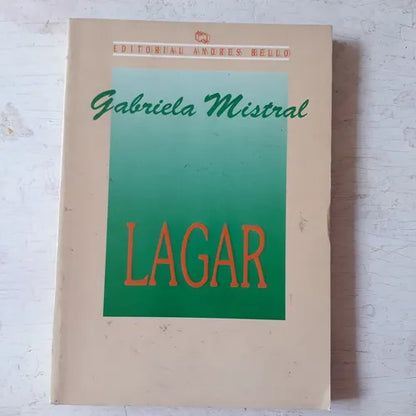 EDITORIAL ANDRES BELLO
Gabriela Mistral
LAGAR